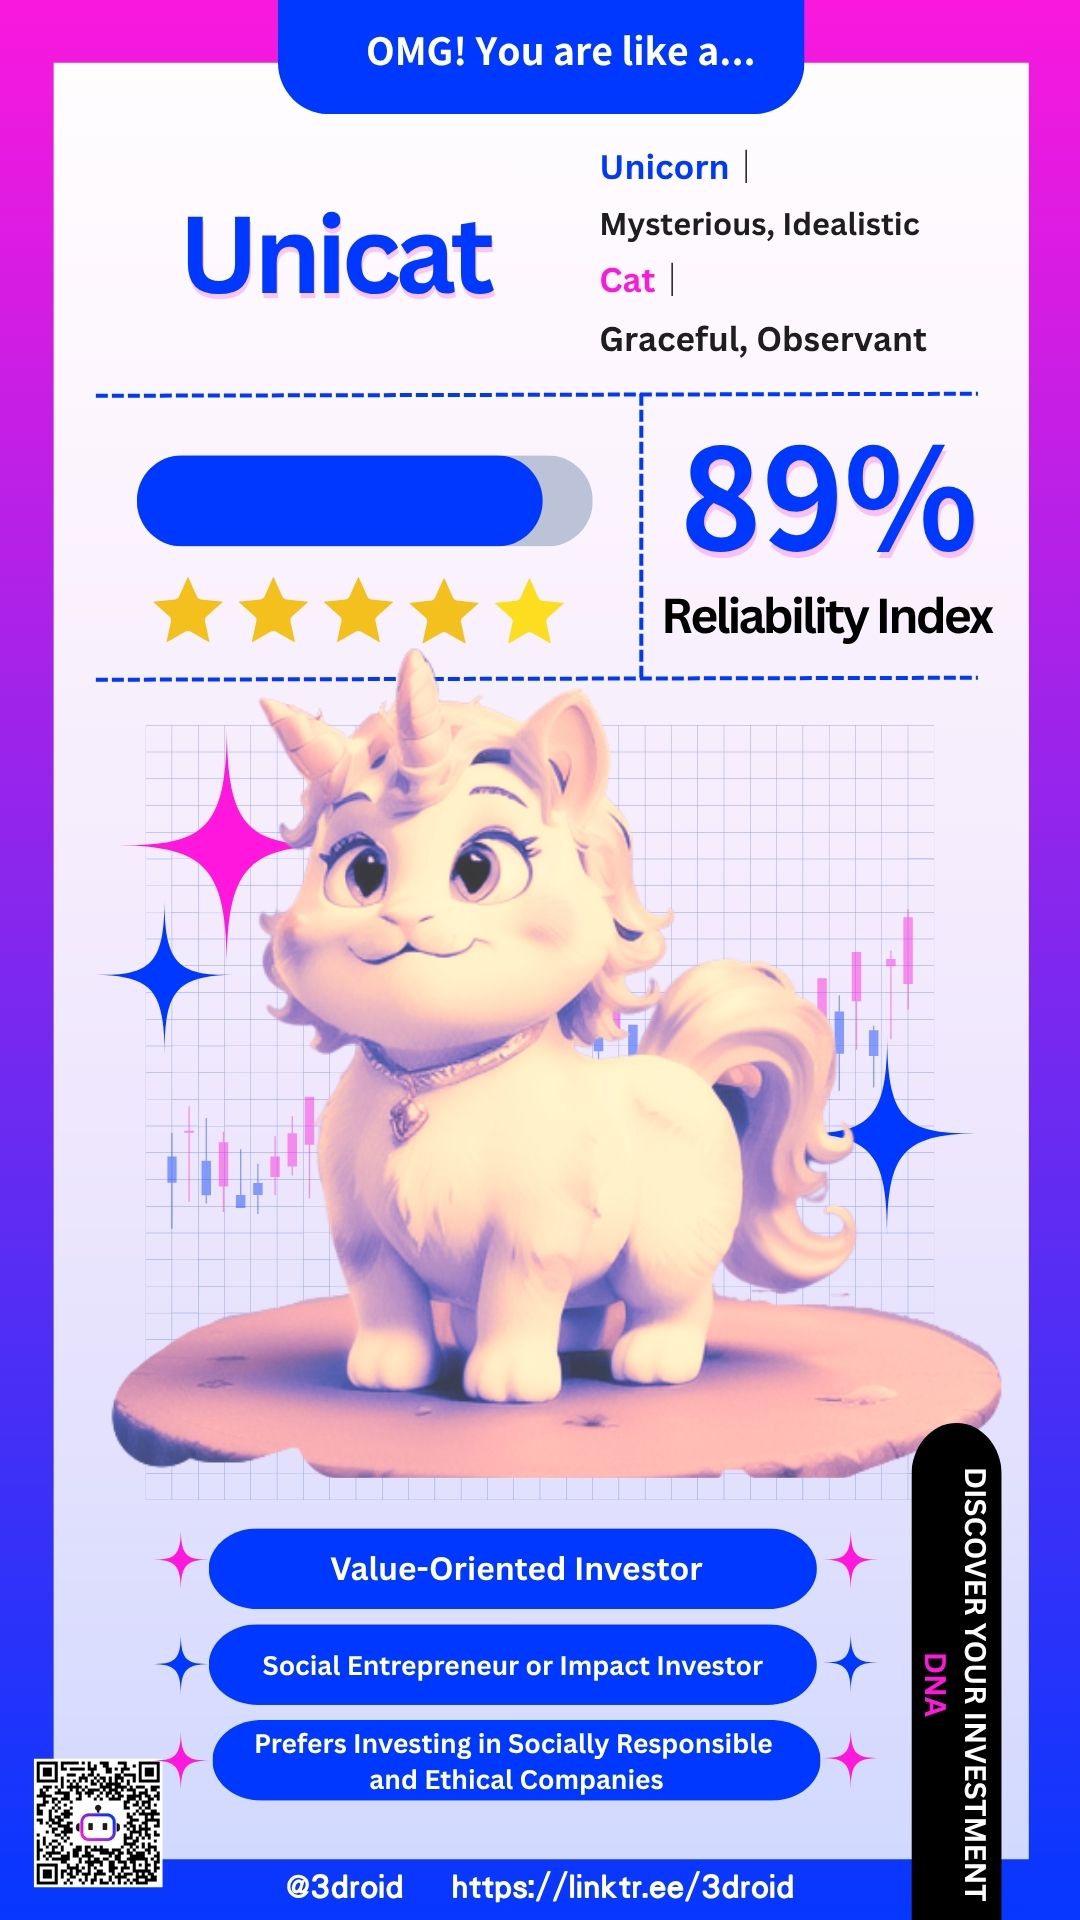 OMG! You are like a...
Unicat
Unicorn |
Mysterious, Idealistic
Cat |
Graceful, Observant
89%
Reliability Index
Value-Oriented Investor
Social Entrepreneur or Impact Investor
Prefers Investing in Socially Responsible
and Ethical Companies
DISCOVER YOUR INVESTMENT
DNA
@3droid https://linktr.ee/3droid